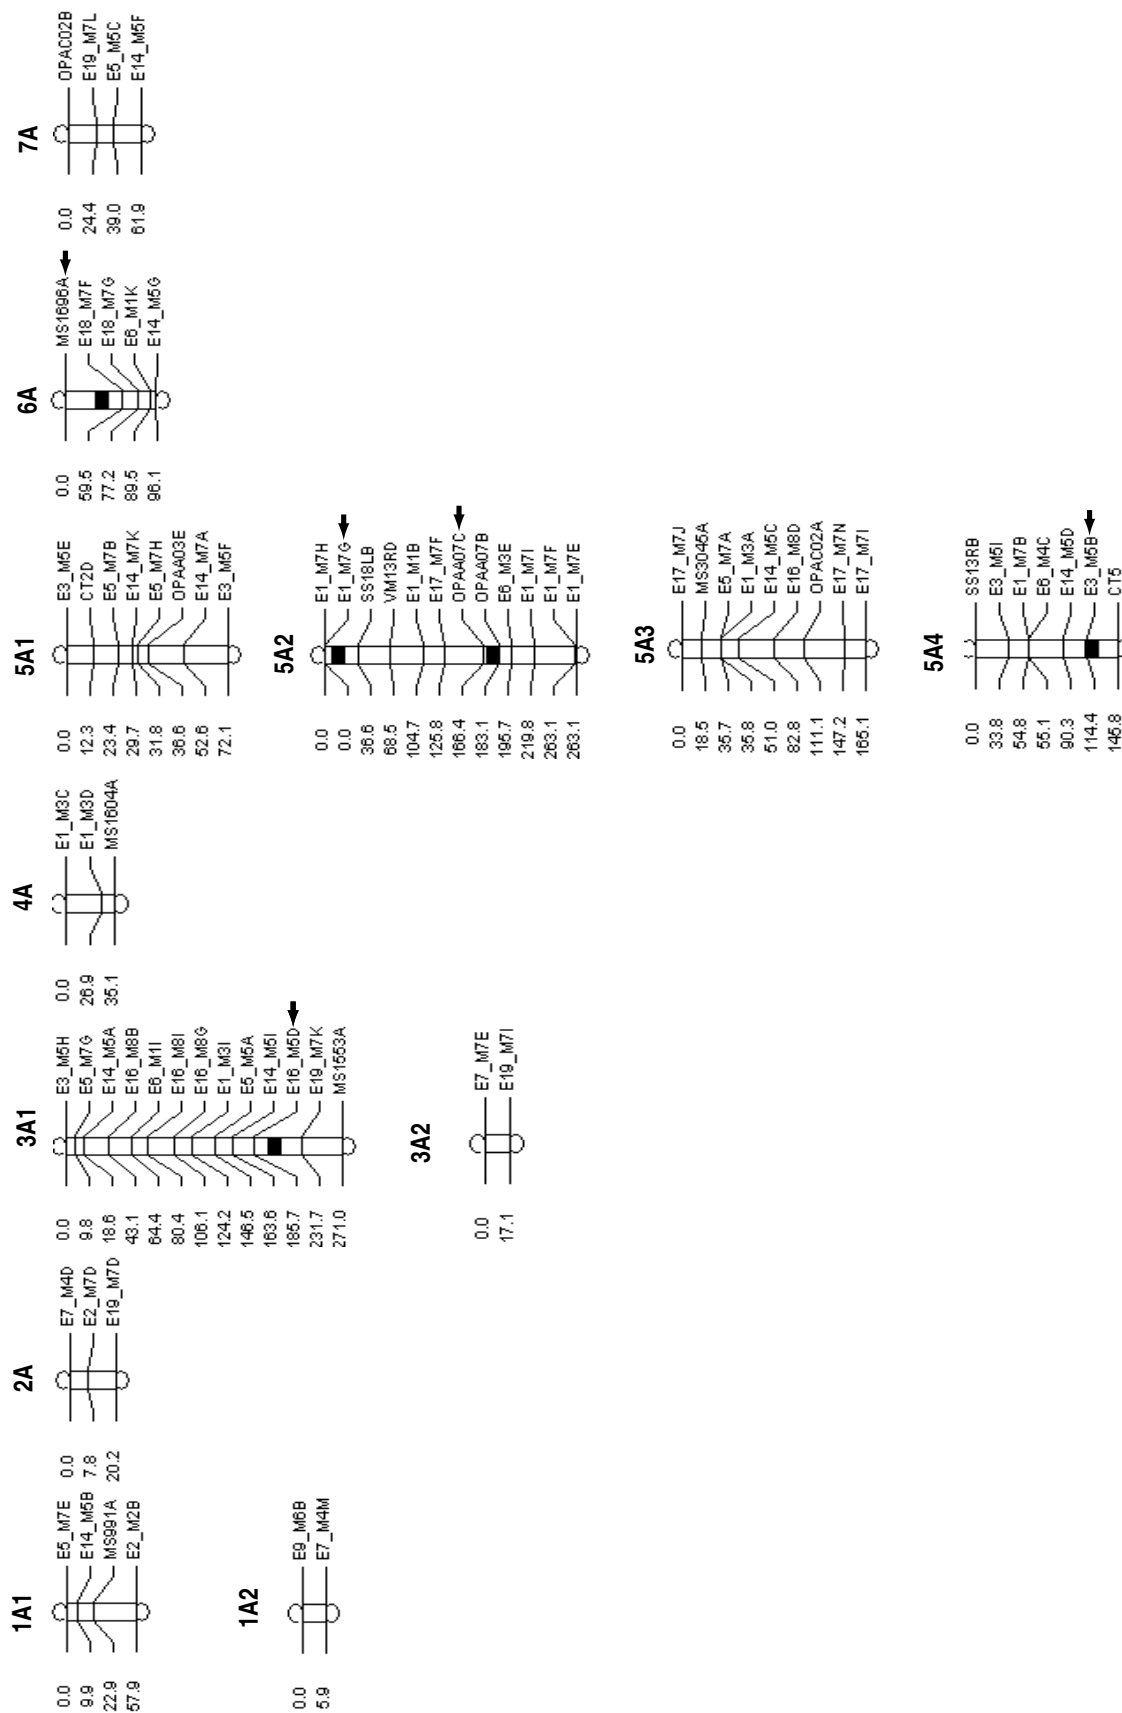 1A1
0.0 E5_M7E
9.9 E14_M5B
22.9 MS991A
57.9 E2_M2B
1A2
0.0 E9_M6B
5.9 E7_M4M
2A
0.0 E7_M4D
7.8 E2_M7D
20.2 E19_M7D
3A1
0.0 E3_M5H
9.8 E5_M7G
18.6 E14_M5A
43.1 E16_M8B
64.4 E6_M1I
80.4 E16_M8I
106.1 E16_M8G
124.2 E1_M3I
146.5 E5_M5A
163.6 E14_M5I
185.7 E16_M5D
231.7 E19_M7K
271.0 MS1553A
3A2
0.0 E7_M7E
17.1 E19_M7I
4A
0.0 E1_M3C
26.9 E1_M3D
35.1 MS1604A
5A1
0.0 E3_M5E
12.3 CT2D
23.4 E5_M7B
29.7 E14_M7K
31.8 E5_M7H
36.6 OPAA03E
52.6 E14_M7A
72.1 E3_M5F
5A2
0.0 E1_M7H
0.0 E1_M7G
36.6 SS18LB
68.5 VM13RD
104.7 E1_M1B
125.8 E17_M7F
166.4 OPAA07C
183.1 OPAA07B
195.7 E6_M3E
219.8 E1_M7I
263.1 E1_M7F
263.1 E1_M7E
5A3
0.0 E17_M7J
18.5 MS3045A
35.7 E5_M7A
35.8 E1_M3A
51.0 E14_M5C
82.8 E16_M8D
111.1 OPAC02A
147.2 E17_M7N
165.1 E17_M7I
5A4
0.0 SS13RB
33.8 E3_M5I
54.8 E1_M7B
55.1 E6_M4C
90.3 E14_M5D
114.4 E3_M5B
145.8 CT5
6A
0.0 MS1696A
59.5 E18_M7F
77.2 E18_M7G
89.5 E6_M1K
96.1 E14_M5G
7A
0.0 OPAC02B
24.4 E19_M7L
39.0 E5_M5C
61.9 E14_M5F